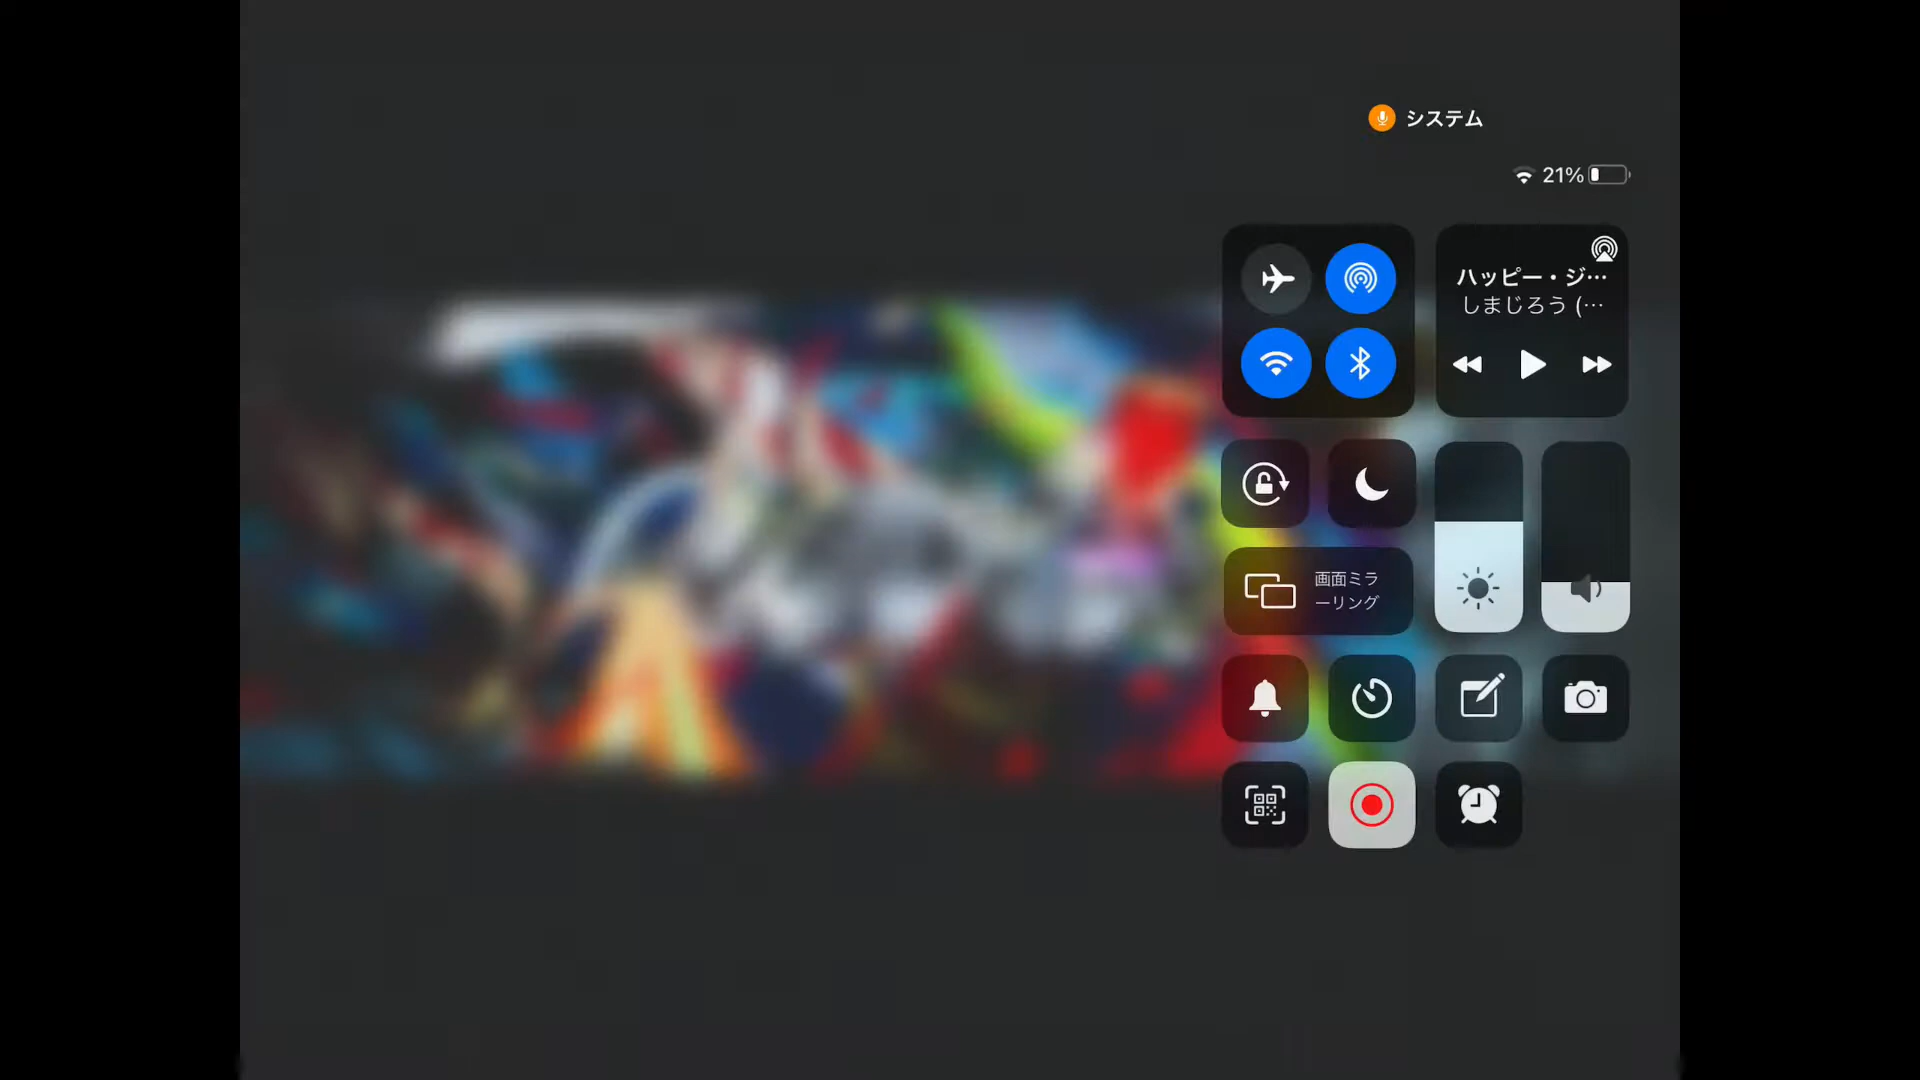 システム
21%
ハッピー・ジ…
しまじろう (…
画面ミラ
ーリング